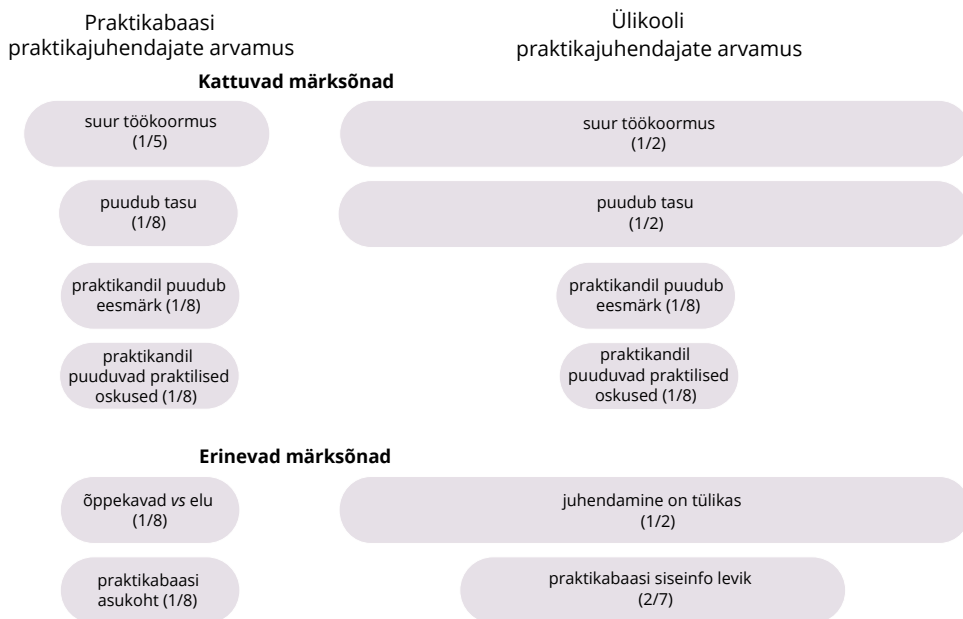 Praktikabaasi
praktikajuhendajate arvamus
Ülikooli
praktikajuhendajate arvamus
Kattuvad märksõnad
suur töökoormus
(1/5)
suur töökoormus
(1/2)
puudub tasu
(1/8)
puudub tasu
(1/2)
praktikandil puudub
eesmärk (1/8)
praktikandil puudub
eesmärk (1/8)
praktikandil
puuduvad praktilised
oskused (1/8)
praktikandil
puuduvad praktilised
oskused (1/8)
Erinevad märksõnad
õppekavad vs elu
(1/8)
juhendamine on tülikas
(1/2)
praktikabaasi
asukoht (1/8)
praktikabaasi siseinfo levik
(2/7)